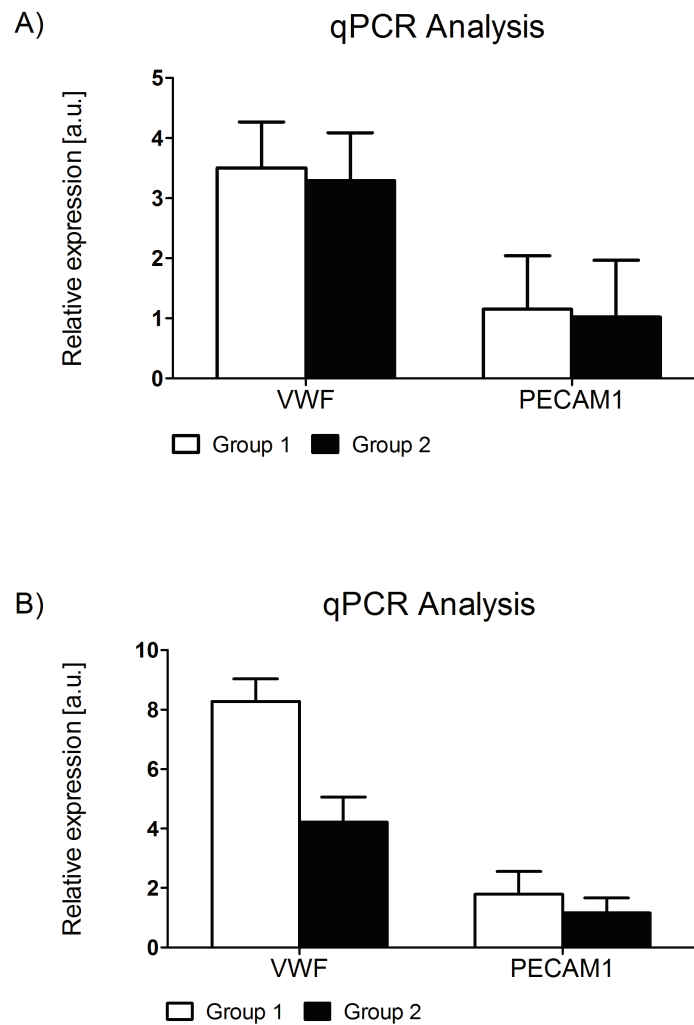 A)
qPCR Analysis
Relative expression [a.u.]
5
4
3
2
1
0
VWF PECAM1
Group 1 Group 2
B)
qPCR Analysis
Relative expression [a.u.]
10
8
6
4
2
0
VWF PECAM1
Group 1 Group 2